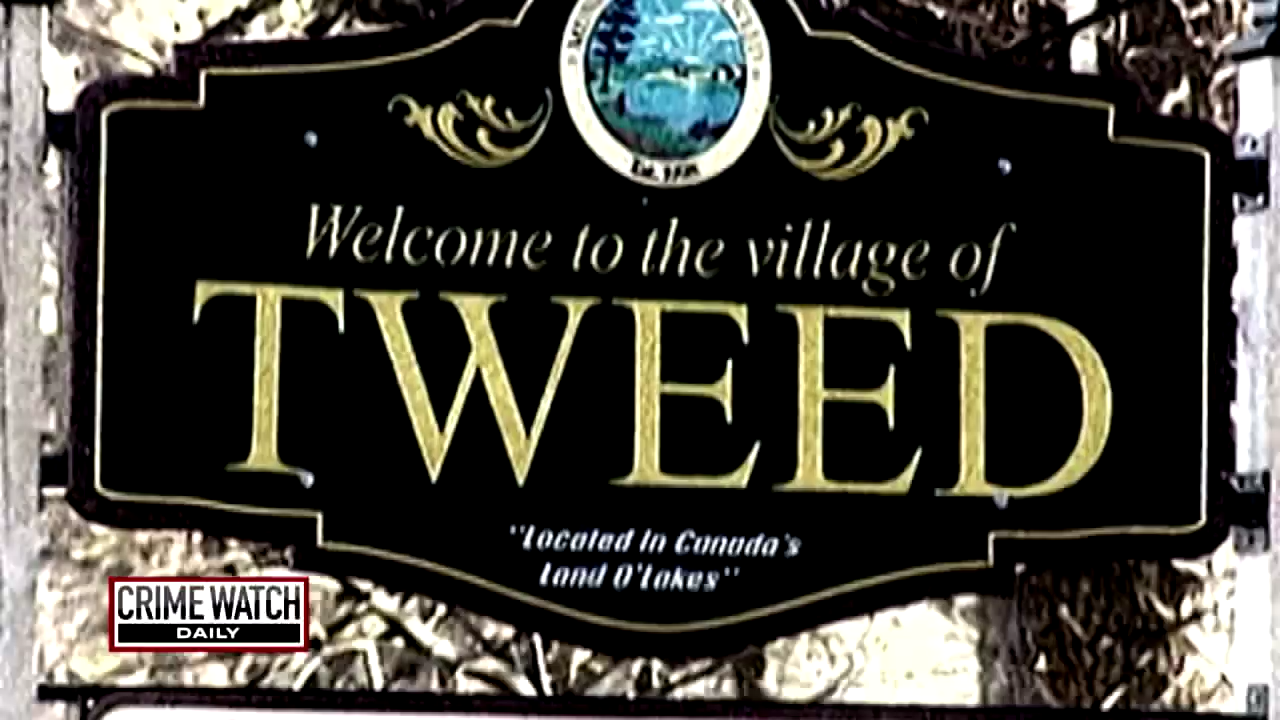 Welcome to the village of
TWEED
"Located in Canada's
Land O'Lakes"
CRIME WATCH
DAILY